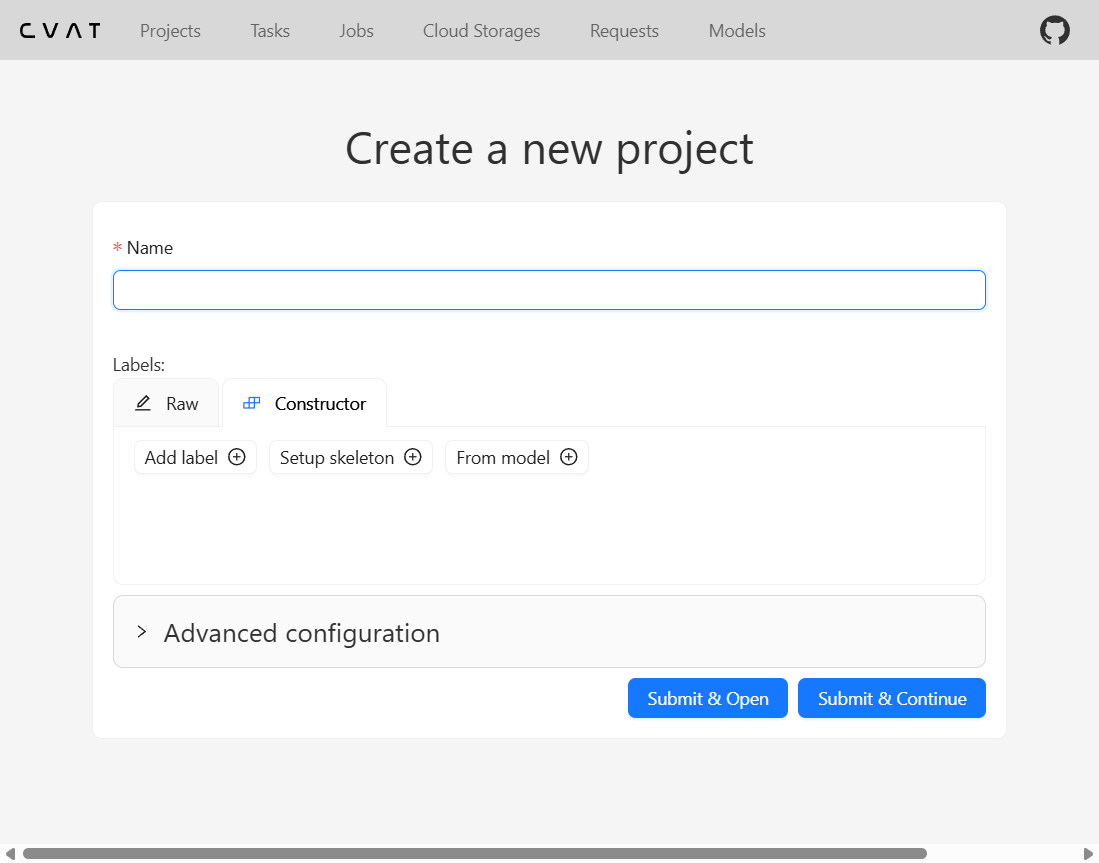 CVAT Projects Tasks Jobs Cloud Storages Requests Models
Create a new project
* Name
Labels:
Raw Constructor
Add label Setup skeleton From model
Advanced configuration
Submit & Open Submit & Continue